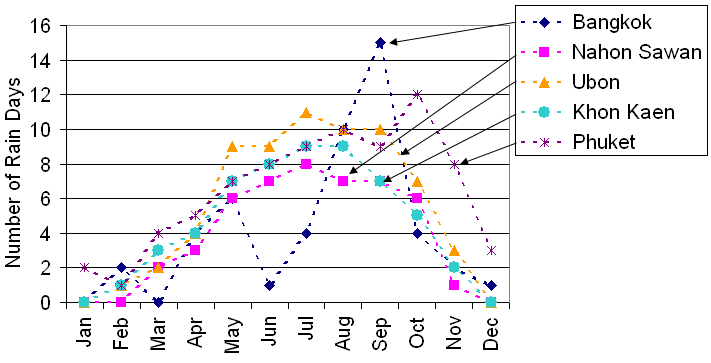 Number of Rain Days
16
14
12
10
8
6
4
2
0
Jan
Feb
Mar
Apr
May
Jun
Jul
Aug
Sep
Oct
Nov
Dec
Bangkok
Nahon Sawan
Ubon
Khon Kaen
Phuket